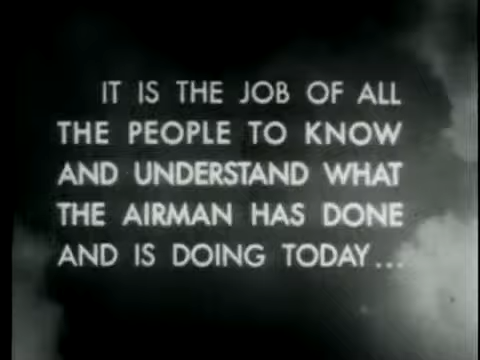 IT IS THE JOB OF ALL
THE PEOPLE TO KNOW
AND UNDERSTAND WHAT
THE AIRMAN HAS DONE
AND IS DOING TODAY...